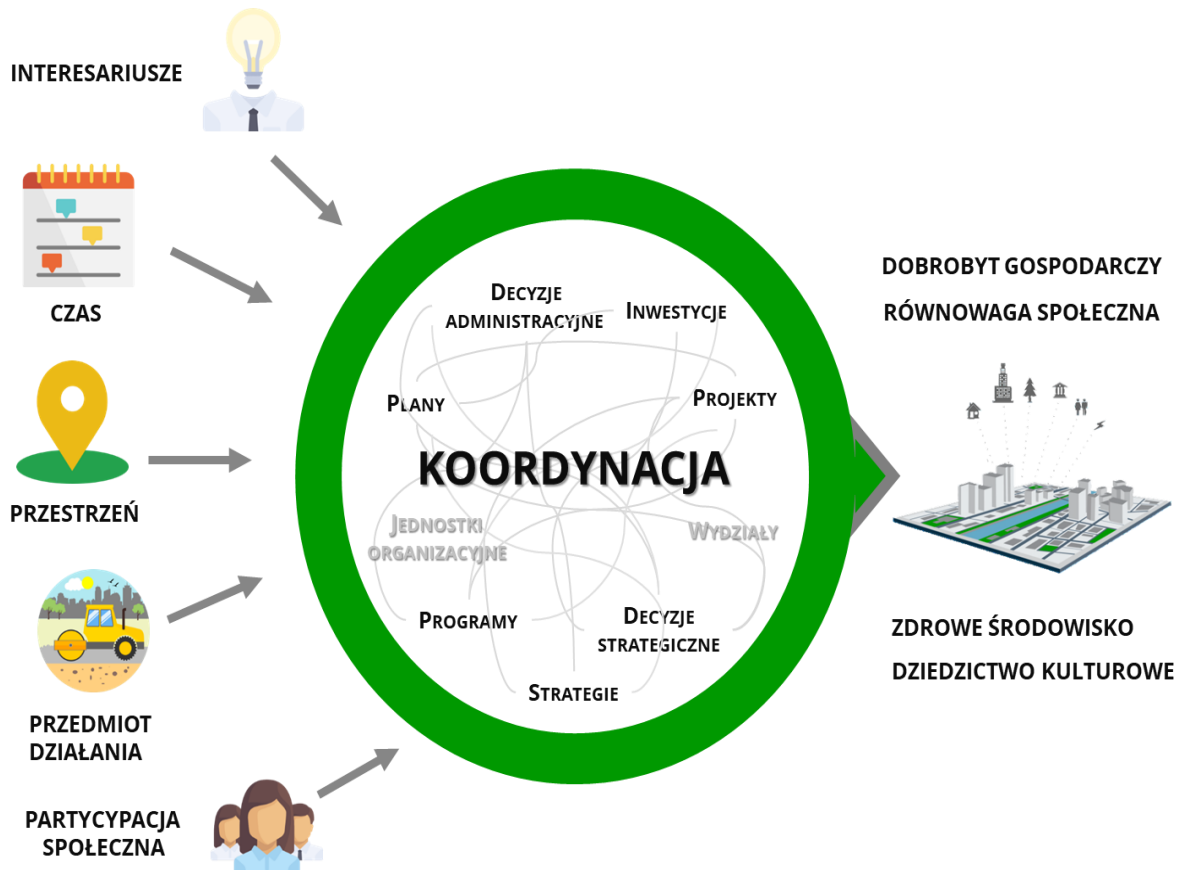 INTERESARIUSZE
CZAS
PRZESTRZEŃ
PRZEDMIOT
DZIAŁANIA
PARTYCYPACJA
SPOŁECZNA
DECYZJE
ADMINISTRACYJNE
INWESTYCJE
PLANY
PROJEKTY
KOORDYNACJA
JEDNOSTKI
ORGANIZACYJNE
WYDZIAŁY
PROGRAMY
DECYZJE
STRATEGICZNE
STRATEGIE
DOBROBYT GOSPODARCZY
RÓWNOWAGA SPOŁECZNA
ZDROWE ŚRODOWISKO
DZIEDZICTWO KULTUROWE